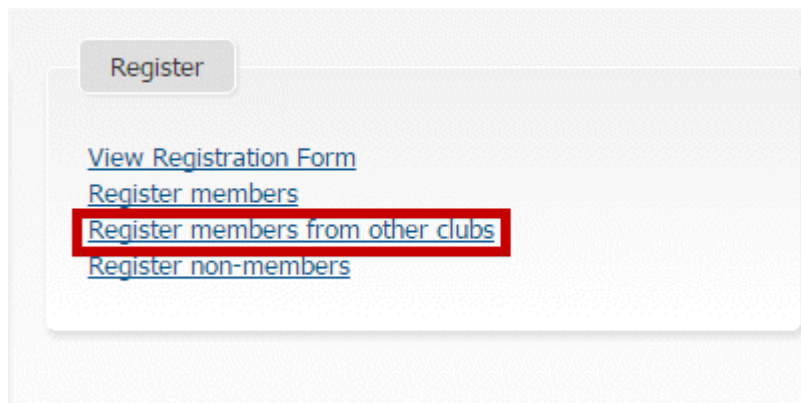 Register
View Registration Form
Register members
Register members from other clubs
Register non-members